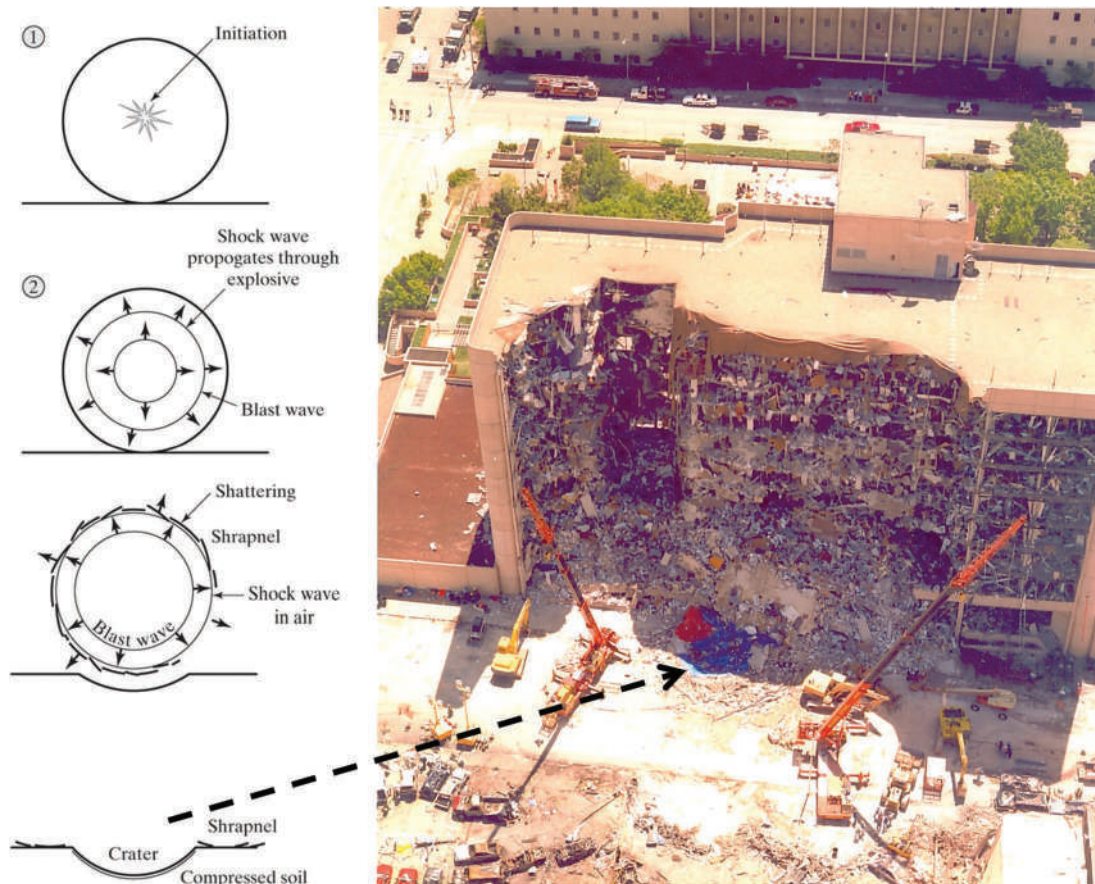 ①
Initiation
Shock wave
propogates through
explosive
②
Blast wave
Shattering
Shrapnel
Shock wave
in air
Blast wave
Shrapnel
Crater
Compressed soil